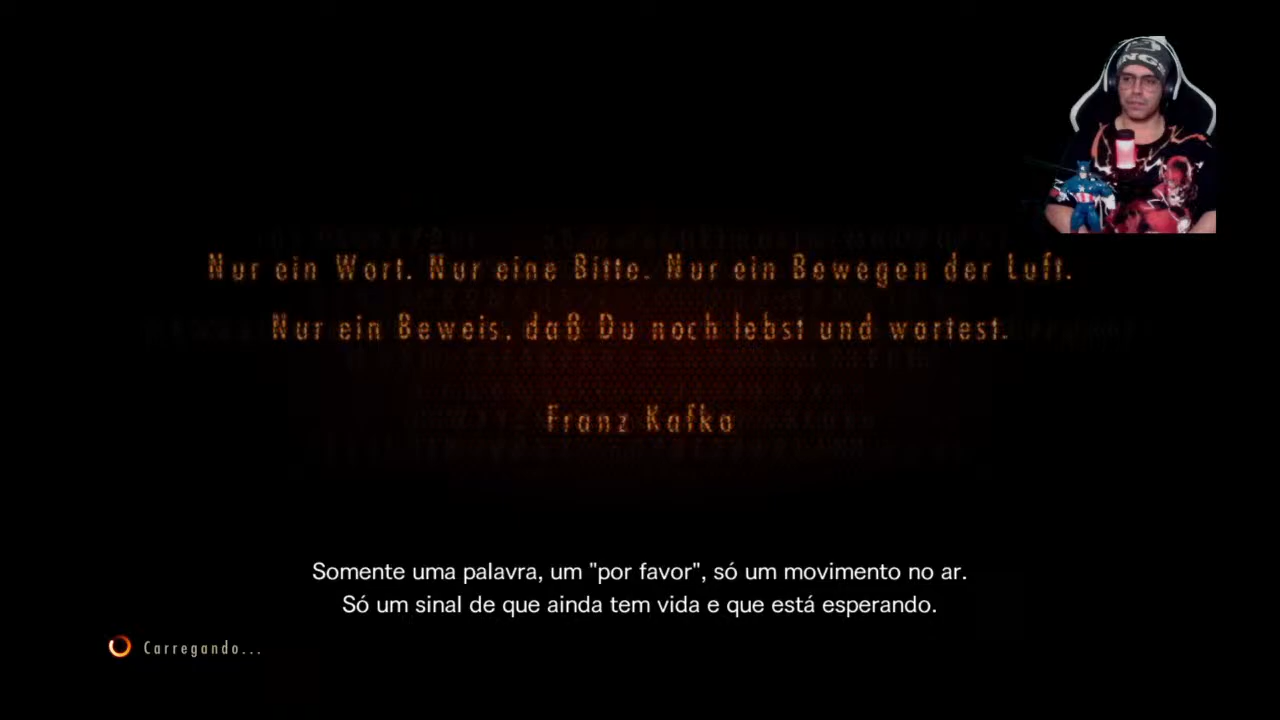 Nur ein Wort. Nur eine Bitte. Nur ein Bewegen der Luft.
Nur ein Beweis, daß Du noch lebst und wartest.
Franz Kafka
Somente uma palavra, um "por favor", só um movimento no ar.
Só um sinal de que ainda tem vida e que está esperando.
Carregando...